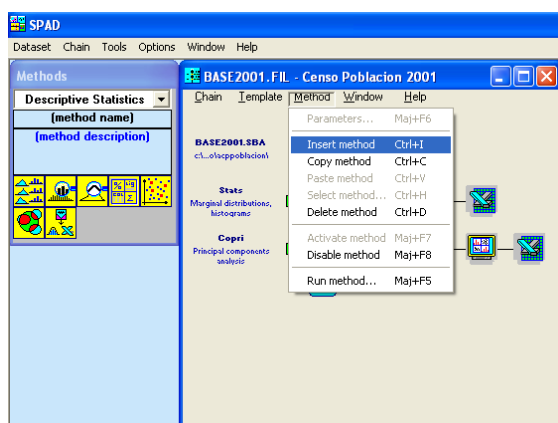 SPAD
Dataset Chain Tools Options Window Help
Methods
Descriptive Statistics
(method name)
(method description)
BASE2001.FIL - Censo Poblacion 2001
Chain Template Method Window Help
BASE2001.SBA
c:\...o\acppoblacion\
Stats
Marginal distributions,
histograms
Copri
Principal components
analysis
Parameters... Maj+F6
Insert method Ctrl+I
Copy method Ctrl+C
Paste method Ctrl+V
Select method... Ctrl+H
Delete method Ctrl+D
Activate method Maj+F7
Disable method Maj+F8
Run method... Maj+F5